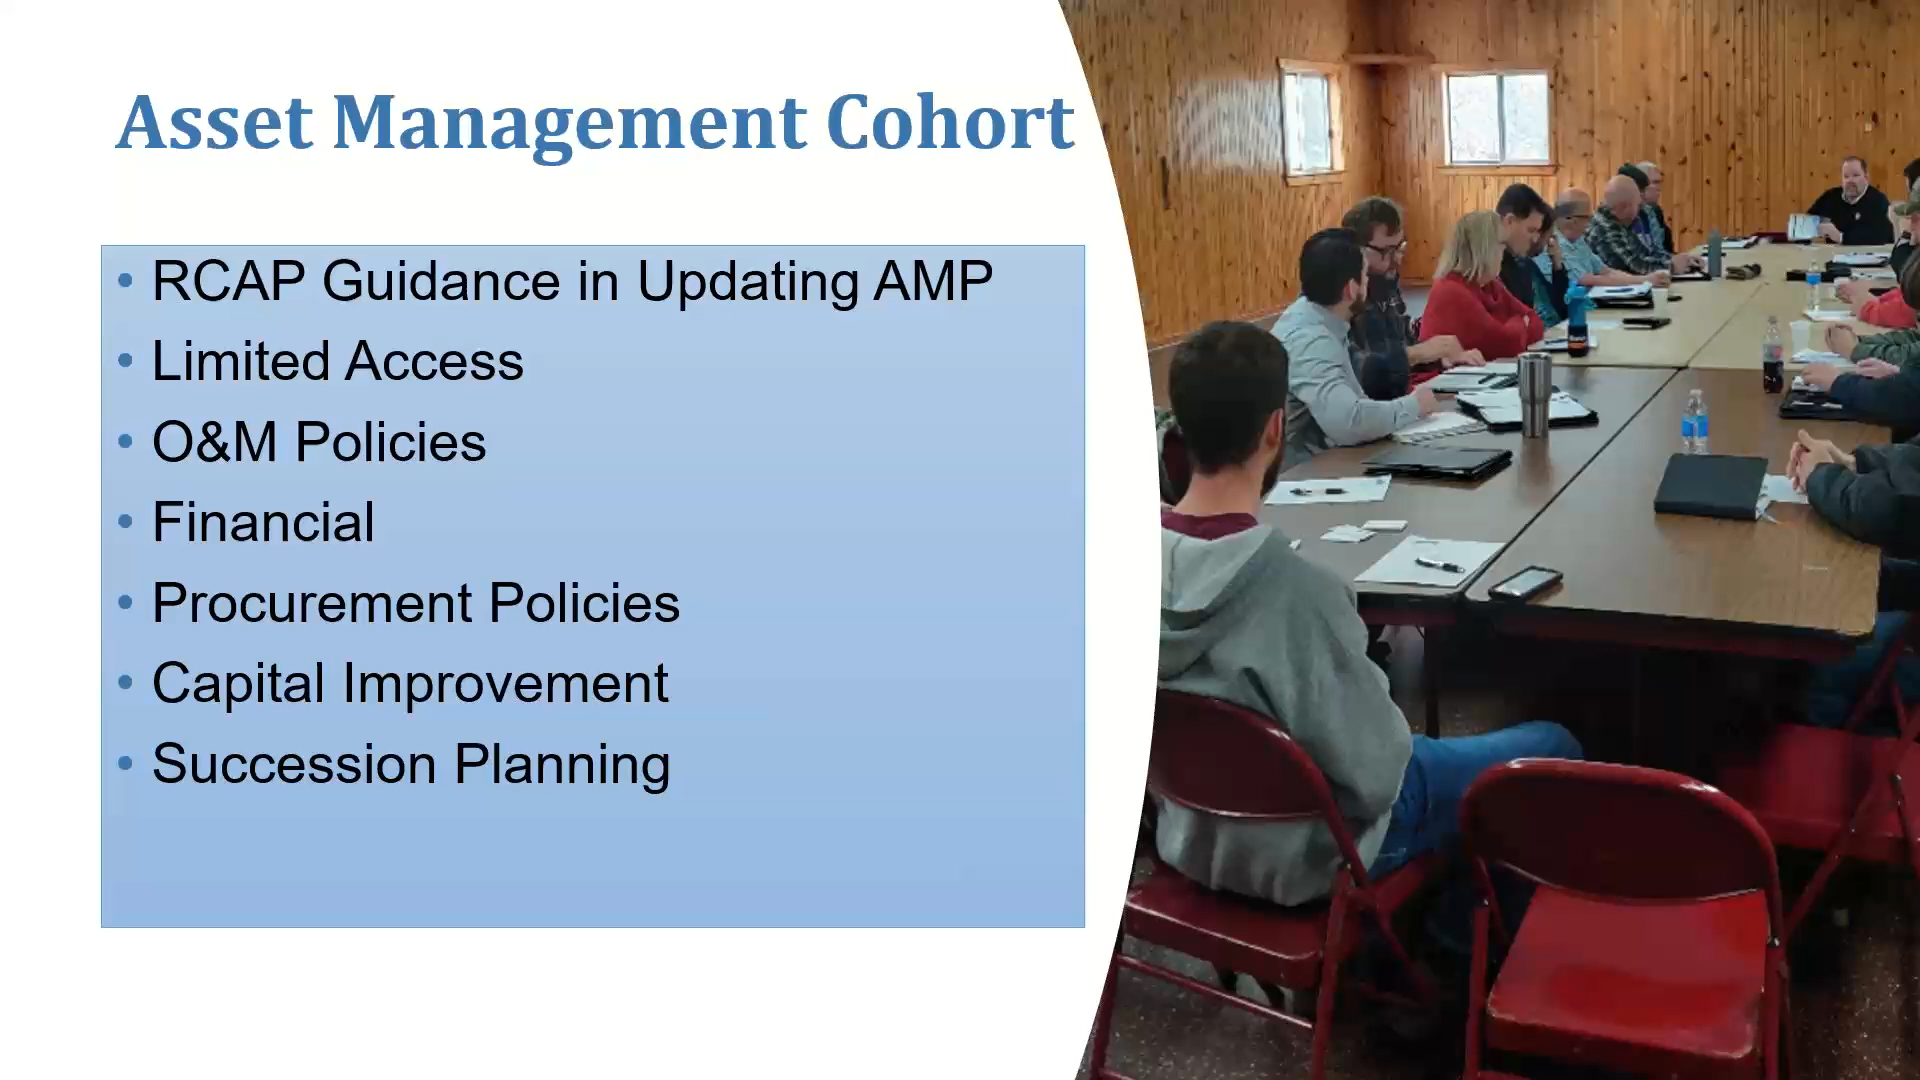 Asset Management Cohort
• RCAP Guidance in Updating AMP
• Limited Access
• O&M Policies
• Financial
• Procurement Policies
• Capital Improvement
• Succession Planning